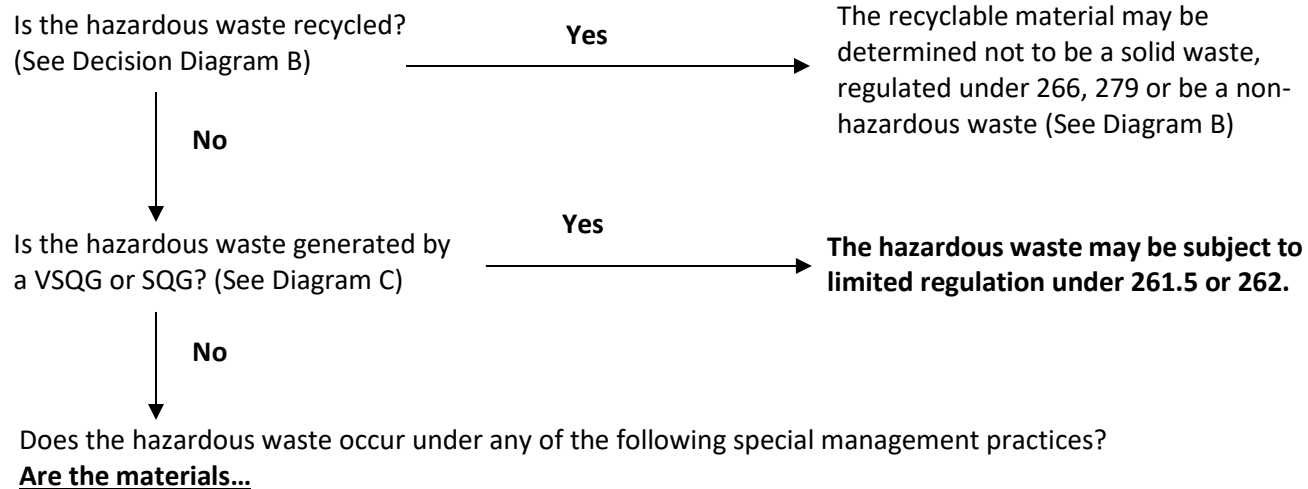 Is the hazardous waste recycled?
(See Decision Diagram B)
Yes
The recyclable material may be
determined not to be a solid waste,
regulated under 266, 279 or be a non-
hazardous waste (See Diagram B)
No
Is the hazardous waste generated by
a VSQG or SQG? (See Diagram C)
Yes
The hazardous waste may be subject to
limited regulation under 261.5 or 262.
No
Does the hazardous waste occur under any of the following special management practices?
Are the materials…